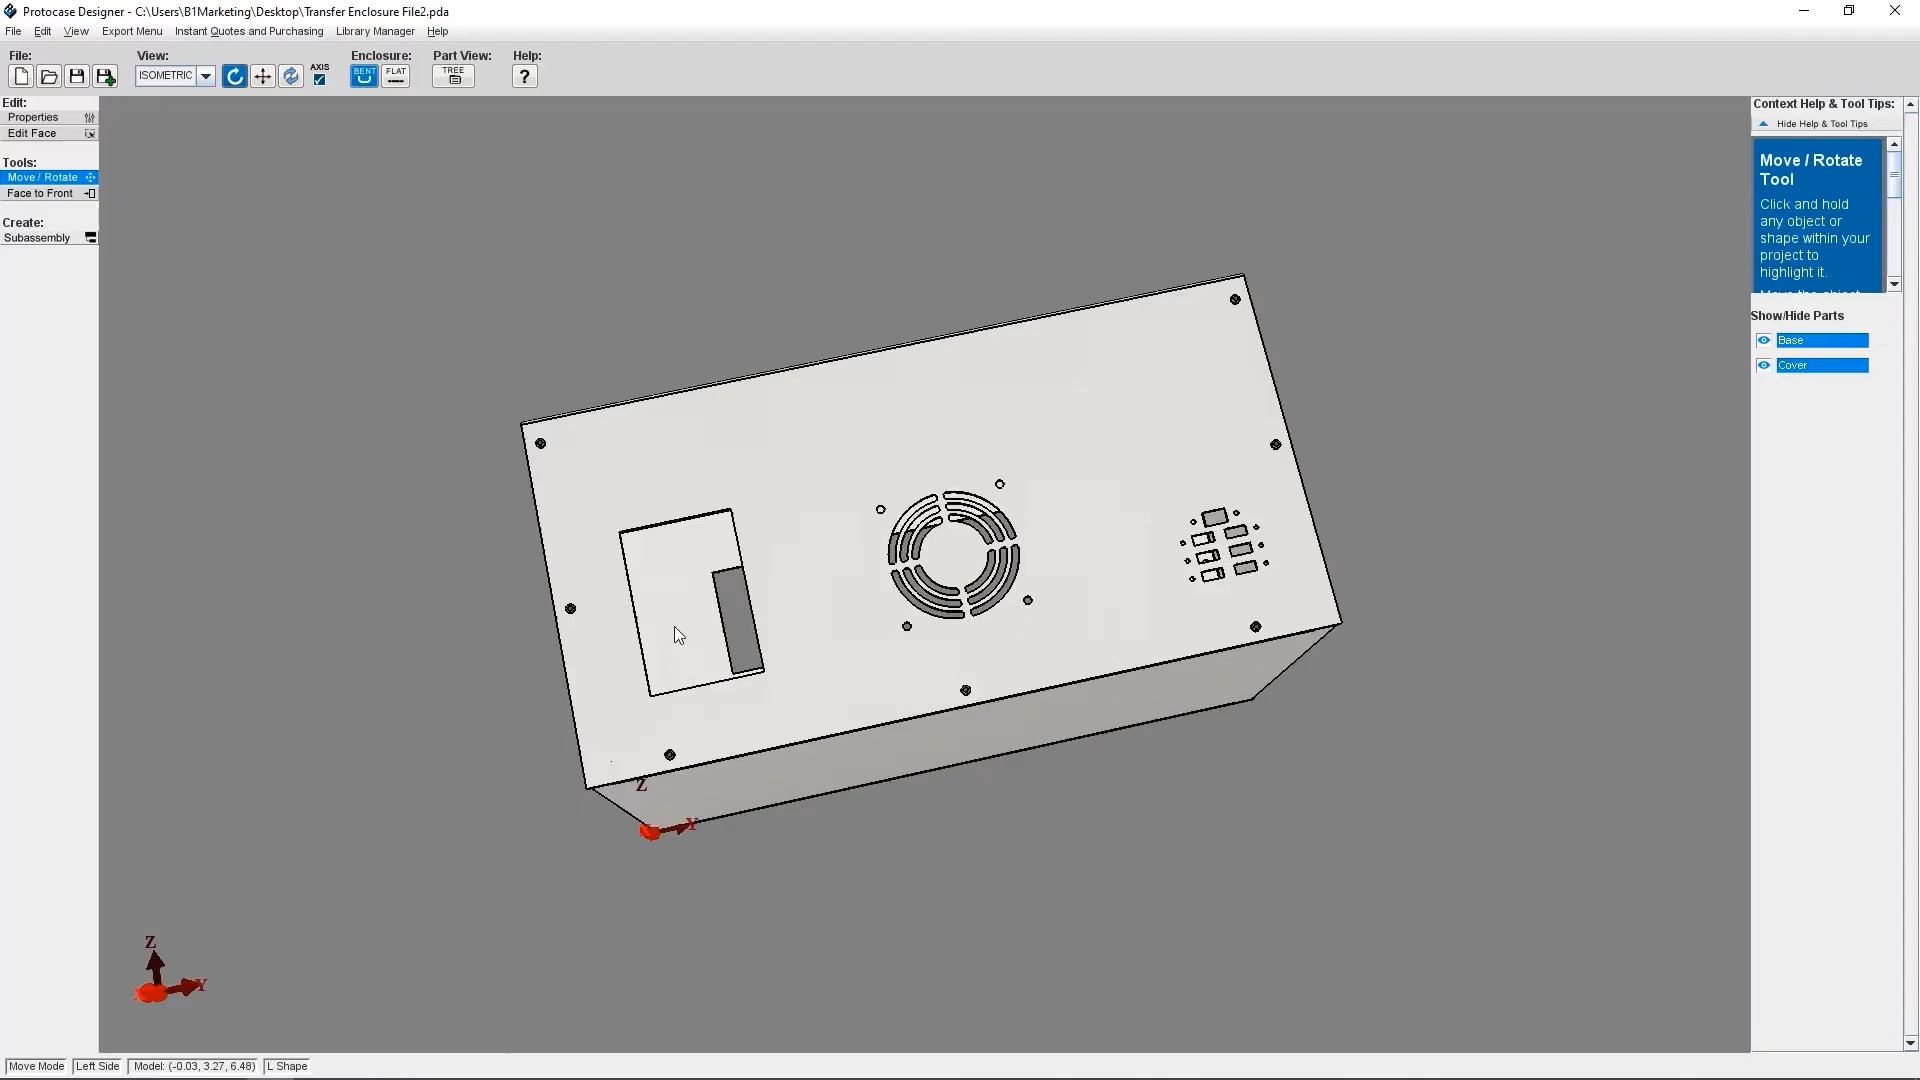 Protocase Designer - C:\Users\B1Marketing\Desktop\Transfer Enclosure File2.pda
File Edit View Export Menu Instant Quotes and Purchasing Library Manager Help
File: View: Enclosure: Part View: Help:
ISOMETRIC AXIS BENT FLAT TREE ?
Edit:
Properties
Edit Face
Tools:
Move / Rotate
Face to Front
Create:
Subassembly
Context Help & Tool Tips:
Hide Help & Tool Tips
Move / Rotate
Tool
Click and hold
any object or
shape within your
project to
highlight it.
Move the object
Show/Hide Parts
Base
Cover
Z
Y
Z
Y
Move Mode Left Side Model: (-0.03, 3.27, 6.48) L Shape